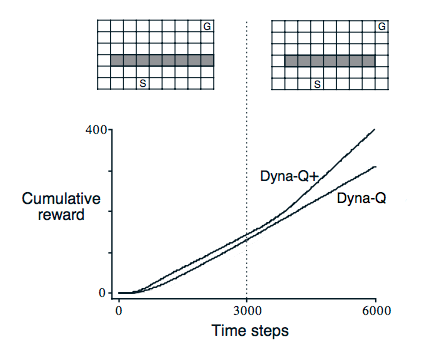 G
S
G
S
400
Dyna-Q+
Dyna-Q
Cumulative
reward
0
0
3000
6000
Time steps